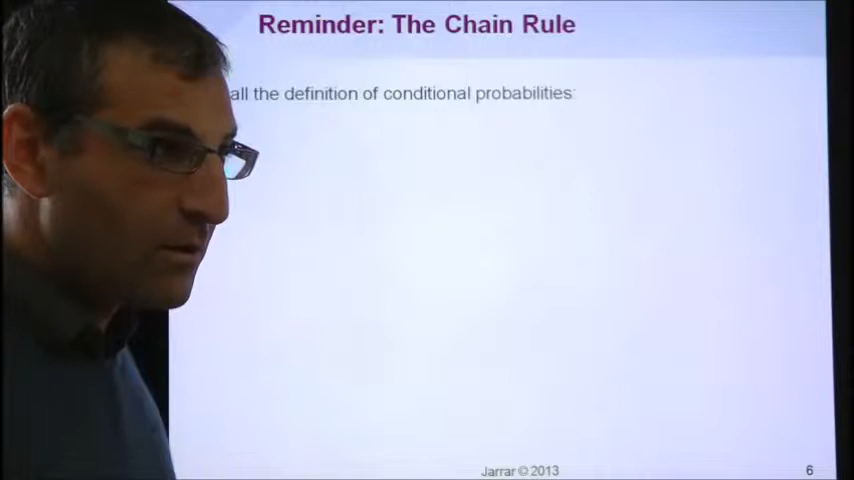 Reminder: The Chain Rule
all the definition of conditional probabilities:
Jarrar © 2013
6